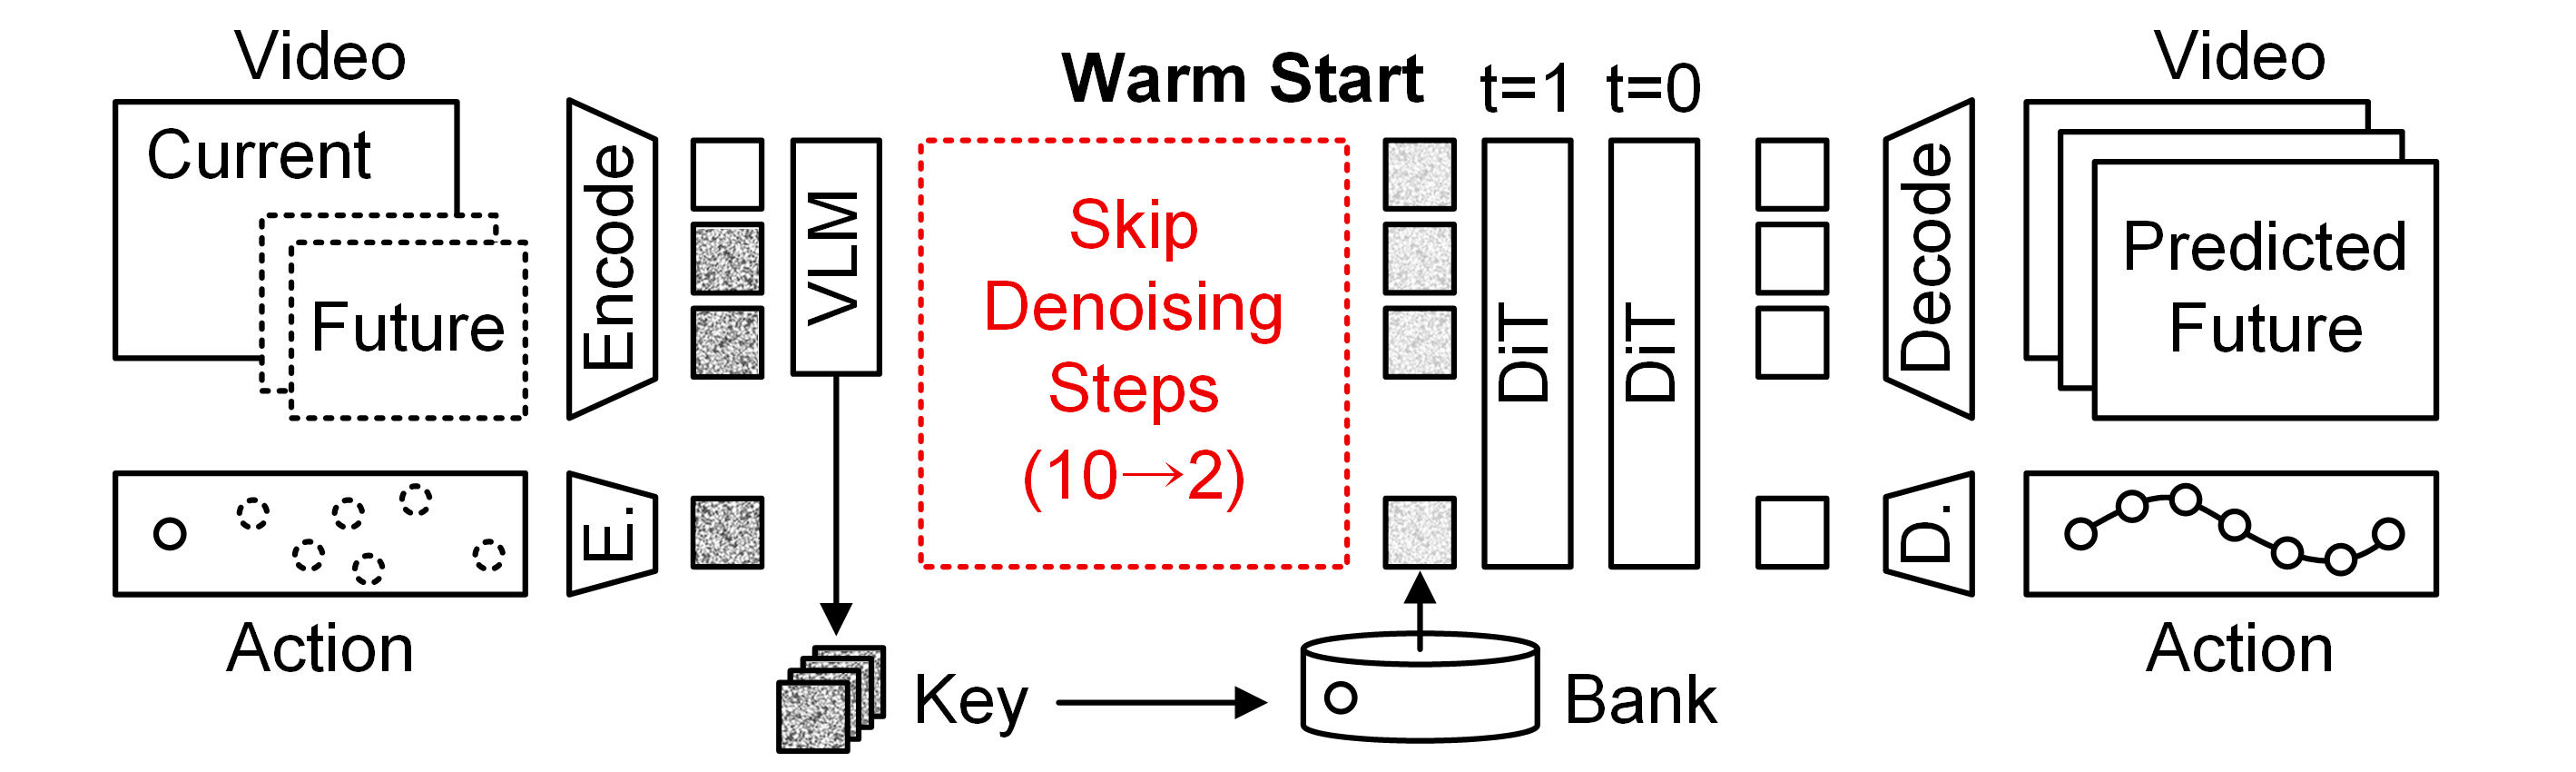 Video
Current
Future
Encode
VLM
Warm Start
t=1
t=0
Skip
Denoising
Steps
(10→2)
DiT
DiT
Decode
Video
Predicted
Future
Action
E.
Key
Bank
D.
Action